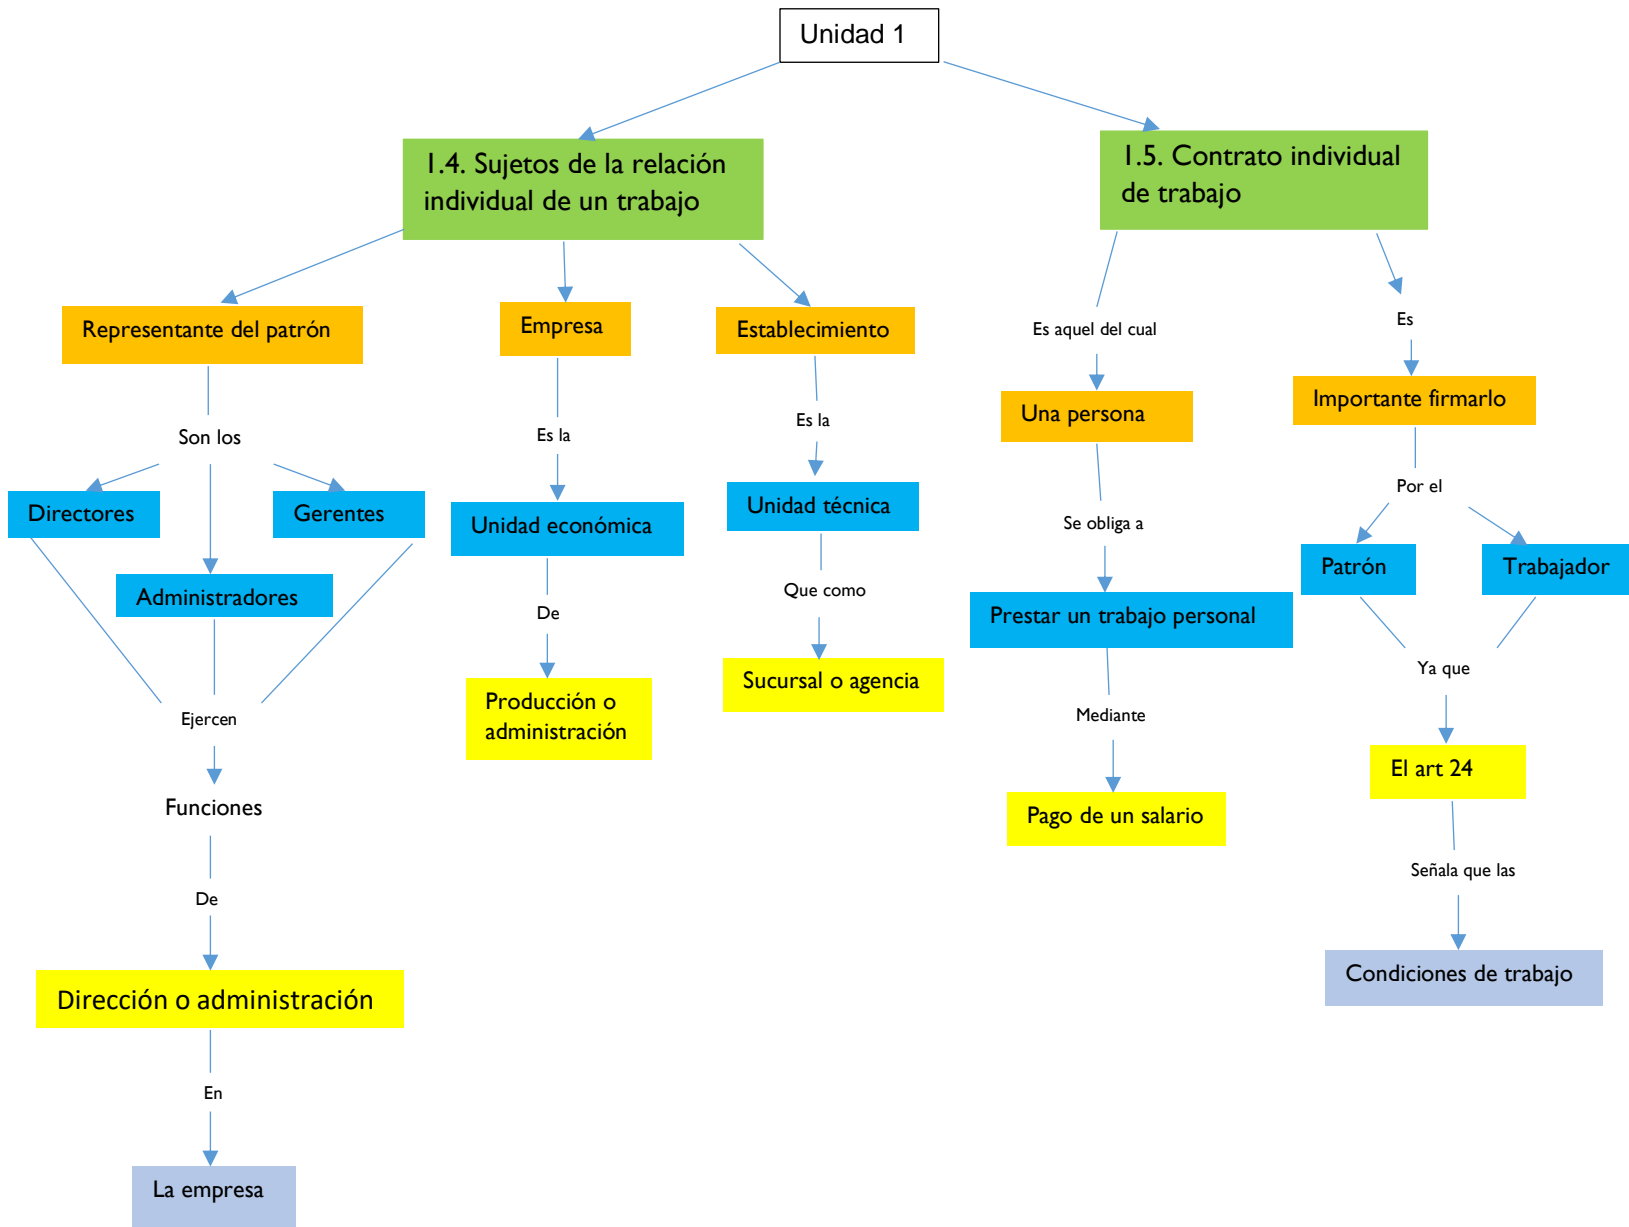 Unidad 1
1.4. Sujetos de la relación
individual de un trabajo
1.5. Contrato individual
de trabajo
Representante del patrón
Empresa
Establecimiento
Es aquel del cual
Es
Una persona
Importante firmarlo
Son los
Es la
Es la
Por el
Directores
Gerentes
Unidad económica
Unidad técnica
Se obliga a
Administradores
Patrón
Trabajador
De
Que como
Prestar un trabajo personal
Producción o
administración
Sucursal o agencia
Ya que
Ejercen
Mediante
El art 24
Funciones
Pago de un salario
Señala que las
De
Dirección o administración
Condiciones de trabajo
En
La empresa